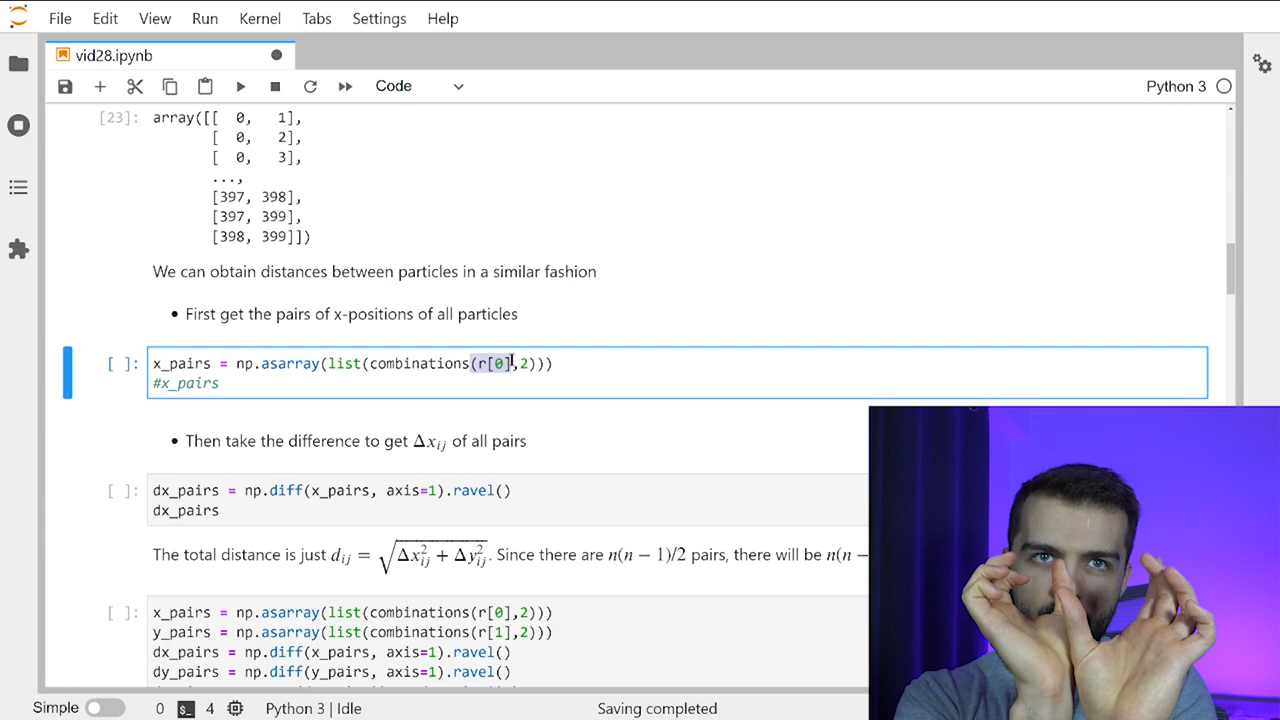 File Edit View Run Kernel Tabs Settings Help
vid28.ipynb
Code
Python 3
[23]: array([[ 0, 1],
[ 0, 2],
[ 0, 3],
...,
[397, 398],
[397, 399],
[398, 399]])
We can obtain distances between particles in a similar fashion
• First get the pairs of x-positions of all particles
[ ]: x_pairs = np.asarray(list(combinations(r[0],2)))
#x_pairs
• Then take the difference to get Δxᵢⱼ of all pairs
[ ]: dx_pairs = np.diff(x_pairs, axis=1).ravel()
dx_pairs
The total distance is just dᵢⱼ = √(Δx²ᵢⱼ + Δy²ᵢⱼ). Since there are n(n − 1)/2 pairs, there will be n(n −
[ ]: x_pairs = np.asarray(list(combinations(r[0],2)))
y_pairs = np.asarray(list(combinations(r[1],2)))
dx_pairs = np.diff(x_pairs, axis=1).ravel()
dy_pairs = np.diff(y_pairs, axis=1).ravel()
Simple 0 4 Python 3 | Idle Saving completed